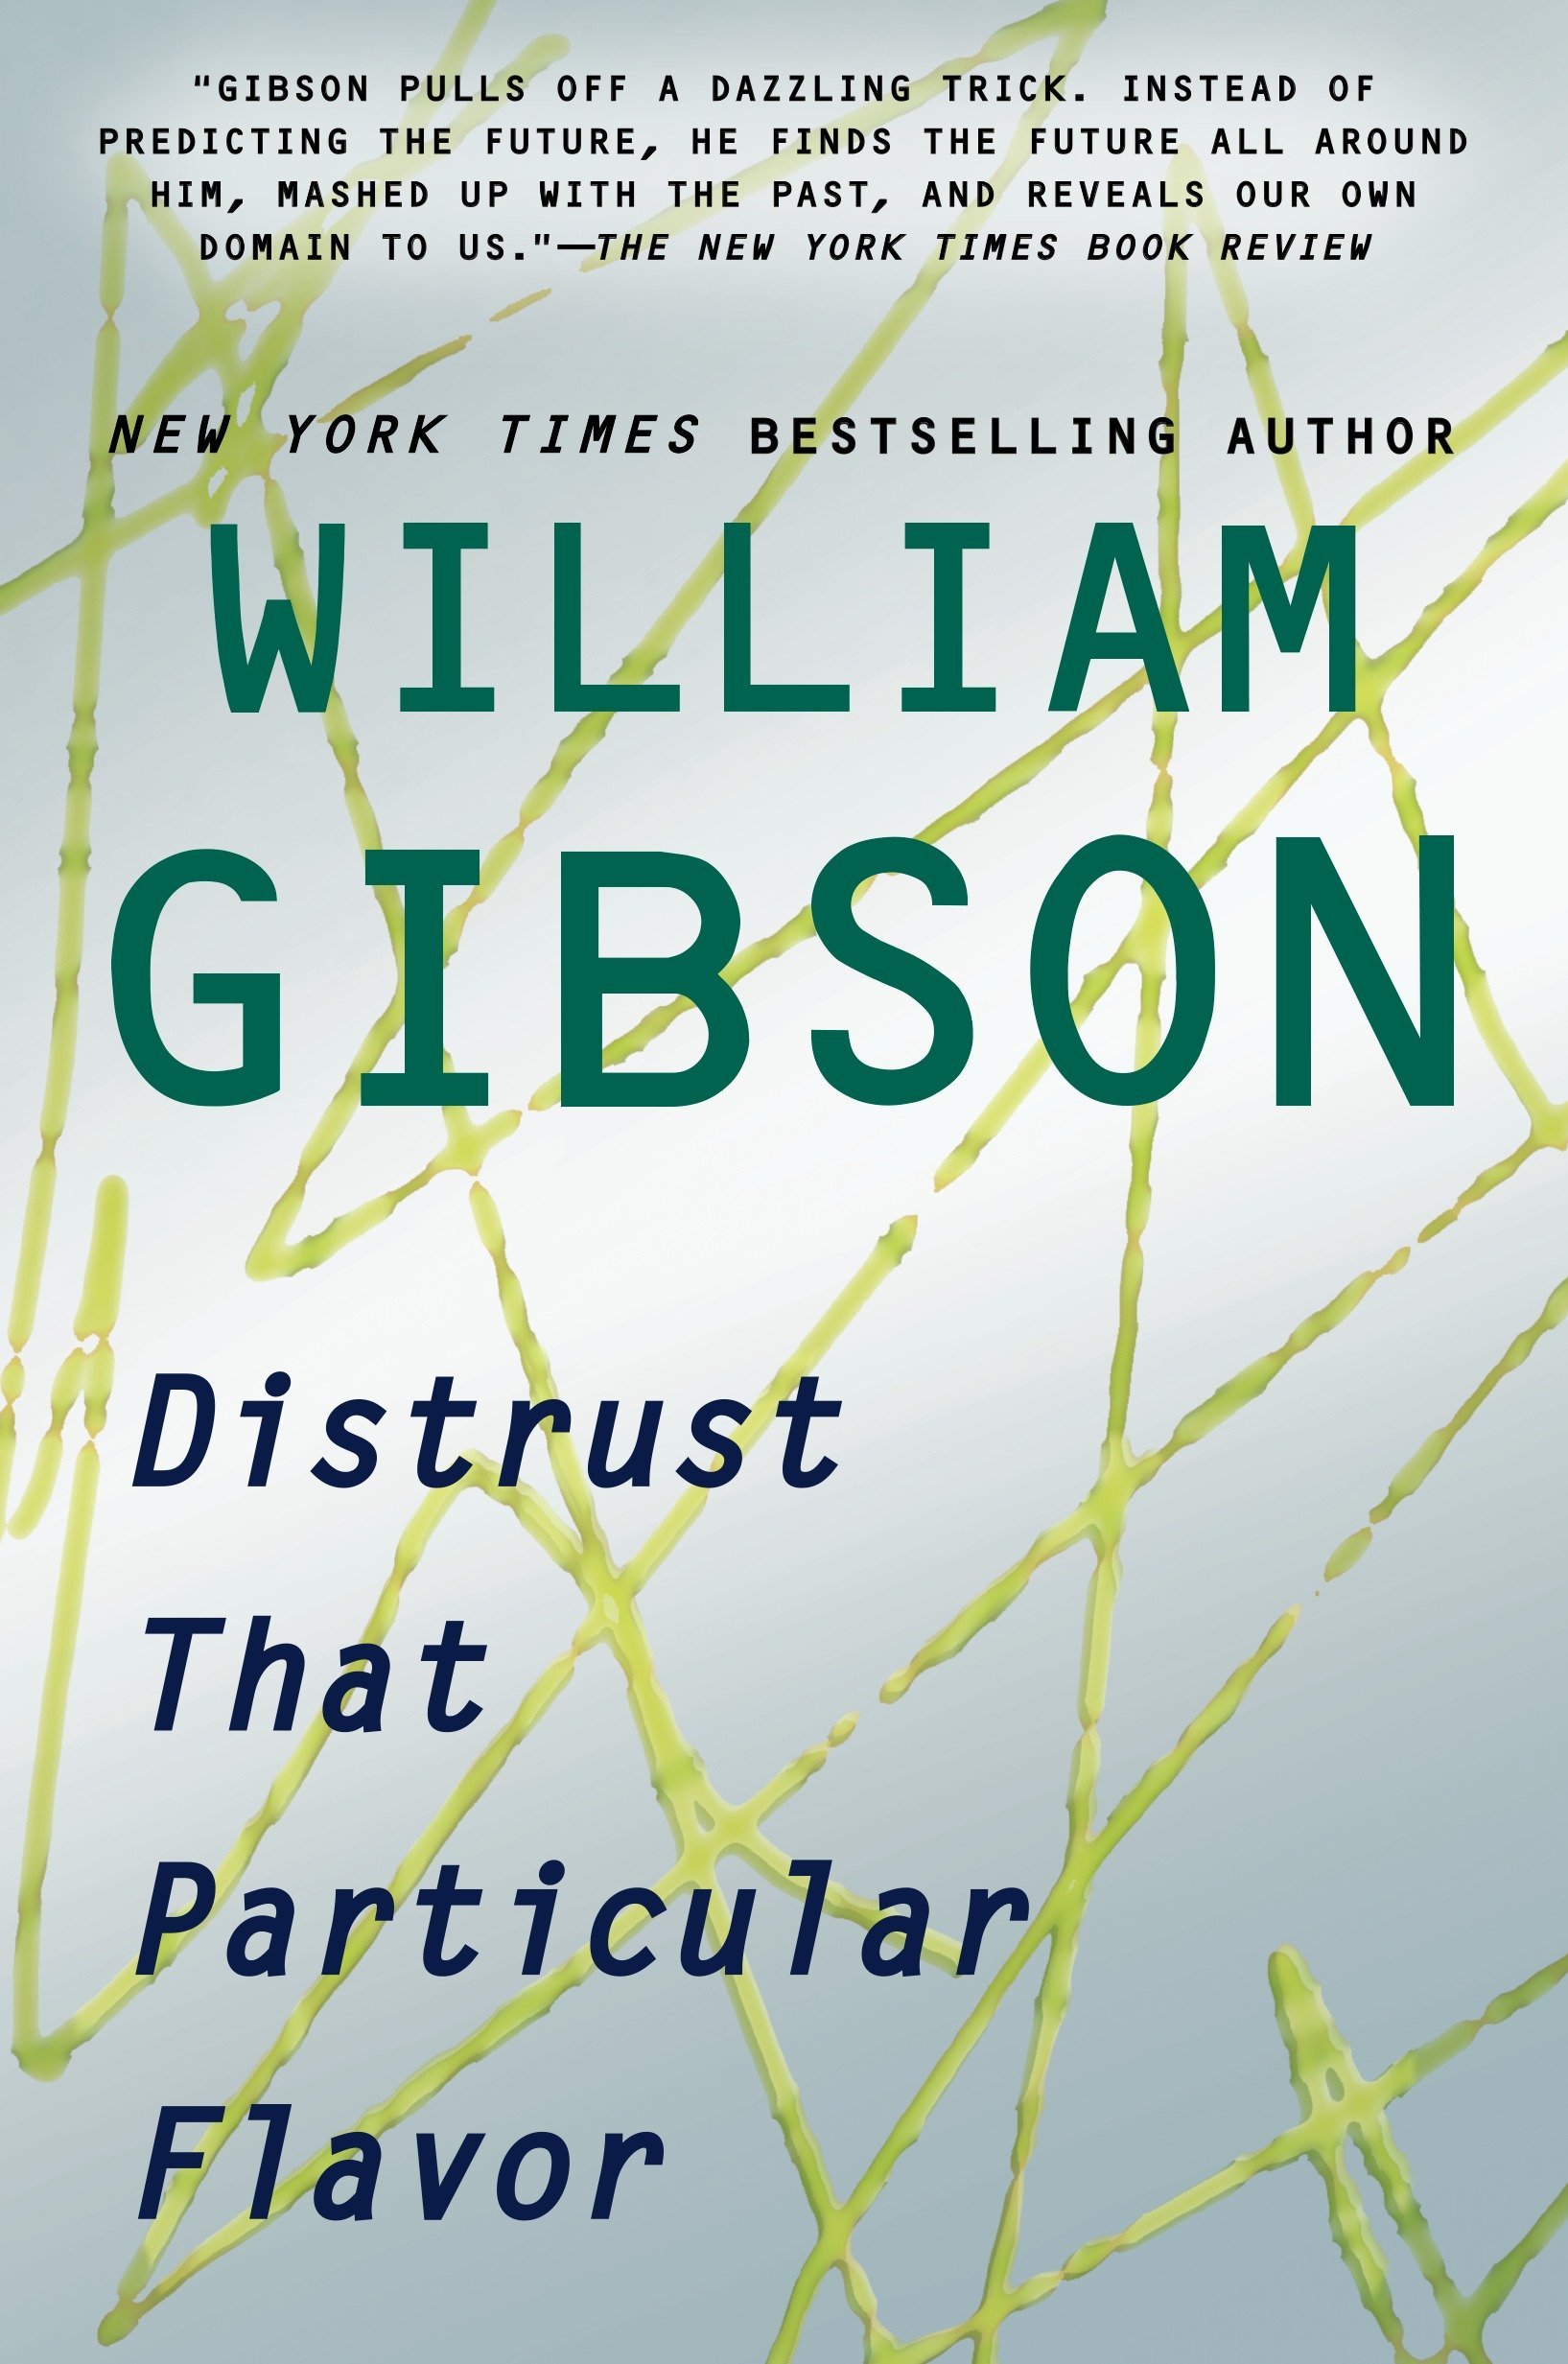 "GIBSON PULLS OFF A DAZZLING TRICK. INSTEAD OF
PREDICTING THE FUTURE, HE FINDS THE FUTURE ALL AROUND
HIM, MASHED UP WITH THE PAST, AND REVEALS OUR OWN
DOMAIN TO US."—THE NEW YORK TIMES BOOK REVIEW
NEW YORK TIMES BESTSELLING AUTHOR
WILLIAM
GIBSON
Distrust
That
Particular
Flavor